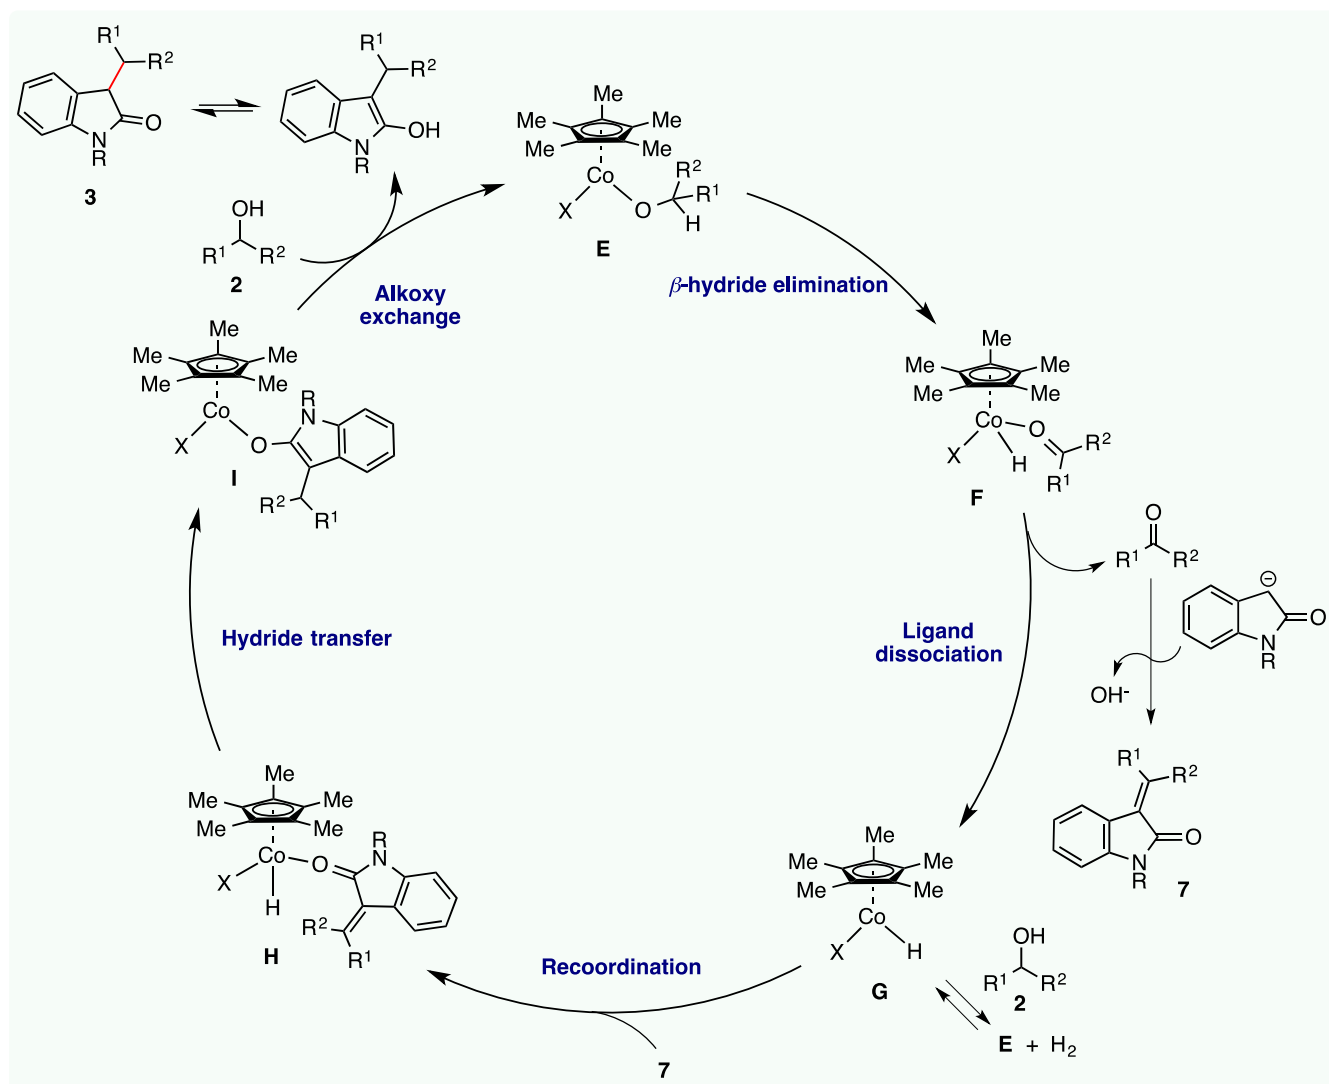 R1
R2
O
N
R
3
R1
R2
OH
N
R
OH
R1 R2
2
Alkoxy
exchange
Me
Me Me
Me Me
Co
X
O
R2
R1
H
E
β-hydride elimination
Me
Me Me
Me Me
Co
X
H
O
R2
R1
F
O
R1 R2
⊖
O
N
R
OH-
Ligand
dissociation
R1
R2
O
N
R
7
Me
Me Me
Me Me
Co
X
H
G
OH
R1 R2
2
E + H2
Recoordination
7
Me
Me Me
Me Me
Co
X
H
O
R
N
R2
R1
H
Hydride transfer
Me
Me Me
Me Me
Co
X
O
R
N
R2
R1
I